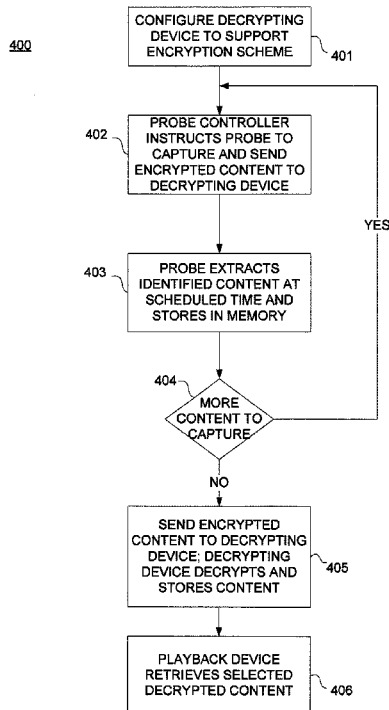 400
CONFIGURE DECRYPTING
DEVICE TO SUPPORT
ENCRYPTION SCHEME
401
402
PROBE CONTROLLER
INSTRUCTS PROBE TO
CAPTURE AND SEND
ENCRYPTED CONTENT TO
DECRYPTING DEVICE
YES
403
PROBE EXTRACTS
IDENTIFIED CONTENT AT
SCHEDULED TIME AND
STORES IN MEMORY
404
MORE
CONTENT TO
CAPTURE
NO
SEND ENCRYPTED
CONTENT TO DECRYPTING
DEVICE; DECRYPTING
DEVICE DECRYPTS AND
STORES CONTENT
405
PLAYBACK DEVICE
RETRIEVES SELECTED
DECRYPTED CONTENT
406